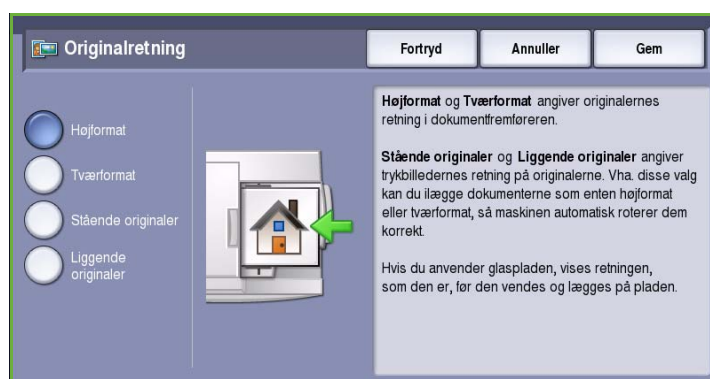 Originalretning
Fortryd
Annuller
Gem
Højformat
Tværformat
Stående originaler
Liggende
originaler
Højformat og Tværformat angiver originalernes
retning i dokumentfremføreren.
Stående originaler og Liggende originaler angiver
trykbilledernes retning på originalerne. Vha. disse valg
kan du ilægge dokumenterne som enten højformat
eller tværformat, så maskinen automatisk roterer dem
korrekt.
Hvis du anvender glaspladen, vises retningen,
som den er, før den vendes og lægges på pladen.